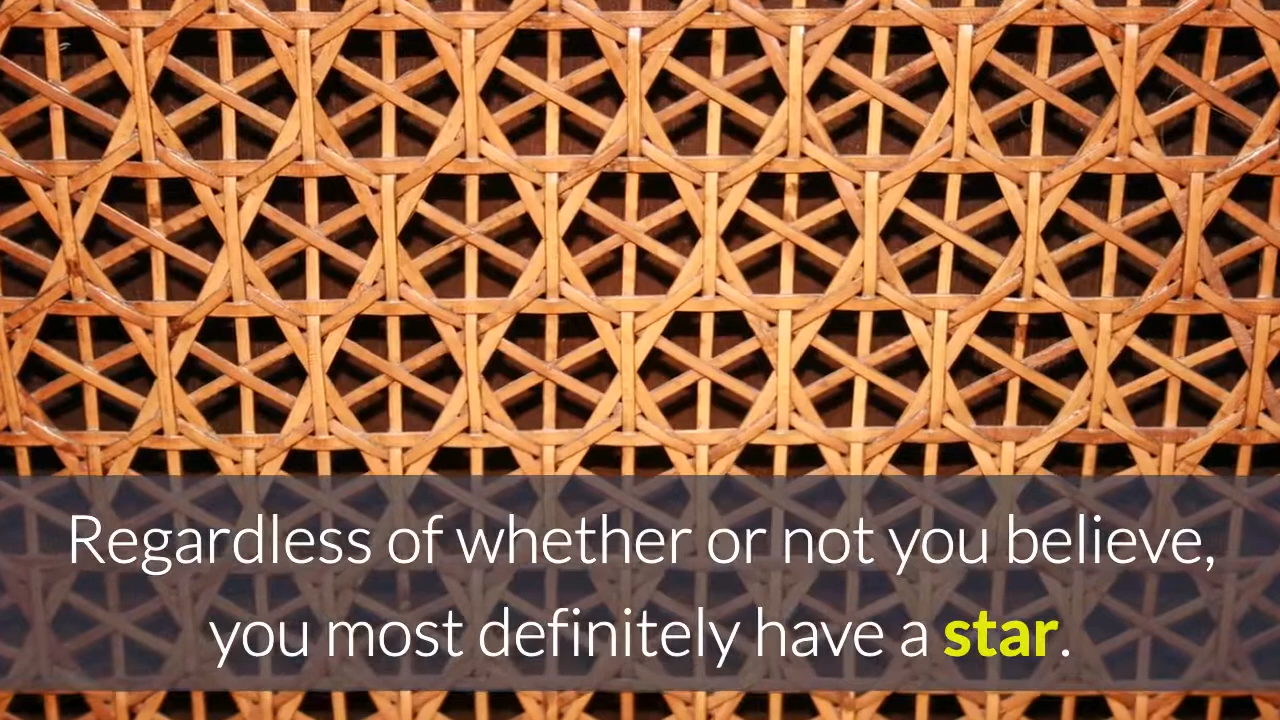 Regardless of whether or not you believe,
you most definitely have a star.